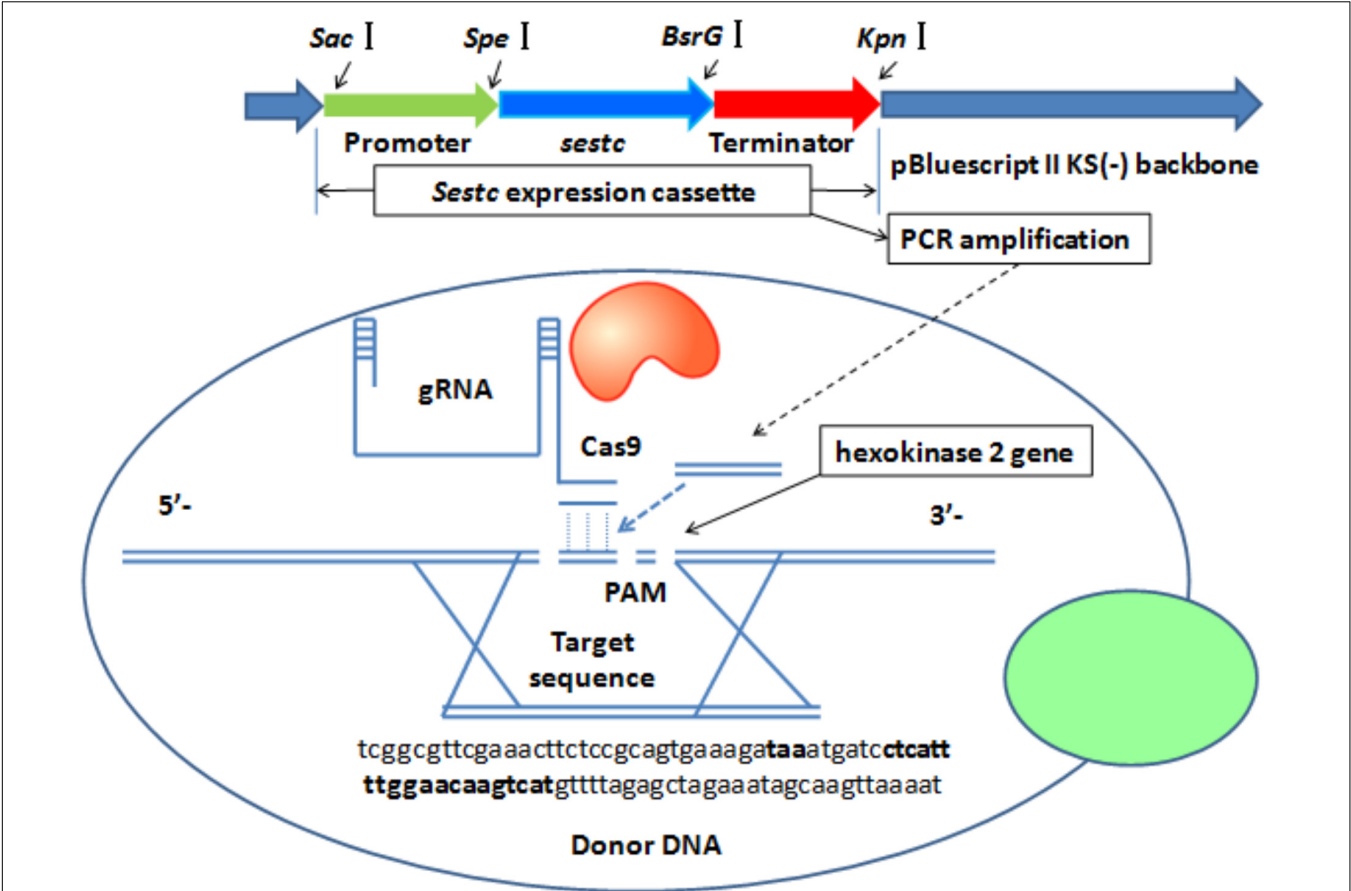 Sac I Spe I BsrG I Kpn I
Promoter sestc Terminator
pBluescript II KS(-) backbone
Sestc expression cassette
PCR amplification
gRNA
Cas9
hexokinase 2 gene
5’-
3’-
PAM
Target
sequence
tcggcgttcgaaacttctccgcagtgaaagataaatgatcctcatt
ttggaacaagtcatgttttagagctagaaatagcaagttaaaat
Donor DNA